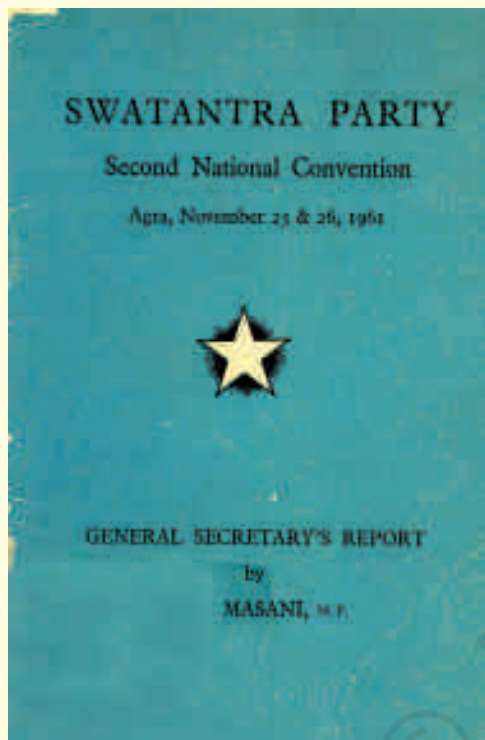 SWATANTRA PARTY
Second National Convention
Agra, November 25 & 26, 1961
GENERAL SECRETARY'S REPORT
by
MASANI, M. P.